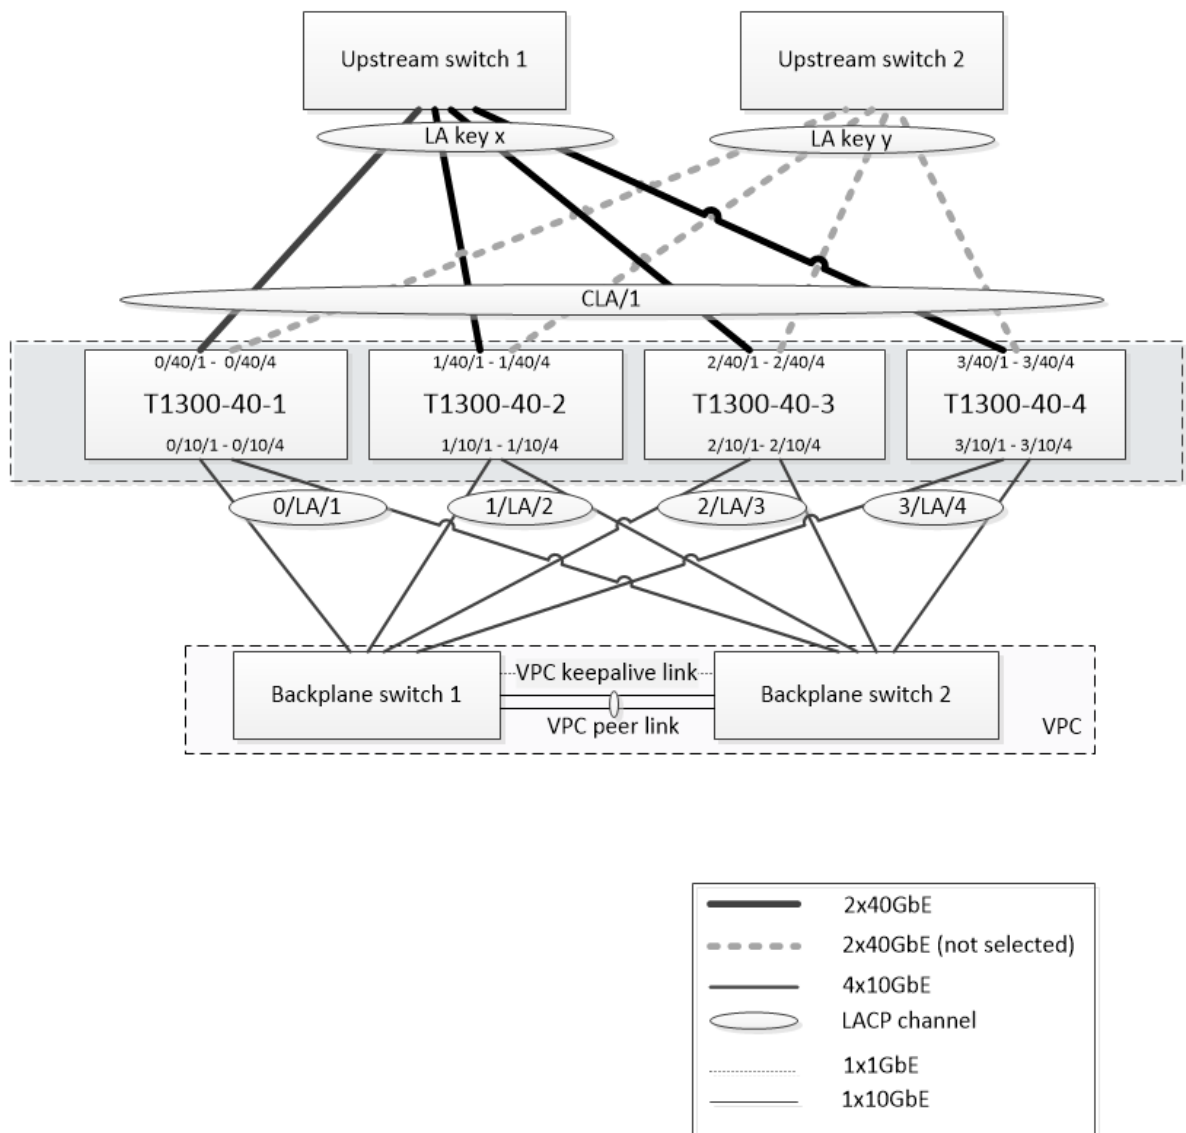 Upstream switch 1
Upstream switch 2
LA key x
LA key y
CLA/1
0/40/1 - 0/40/4
1/40/1 - 1/40/4
2/40/1 - 2/40/4
3/40/1 - 3/40/4
T1300-40-1
T1300-40-2
T1300-40-3
T1300-40-4
0/10/1 - 0/10/4
1/10/1 - 1/10/4
2/10/1- 2/10/4
3/10/1 - 3/10/4
0/LA/1
1/LA/2
2/LA/3
3/LA/4
Backplane switch 1
VPC keepalive link
Backplane switch 2
VPC peer link
VPC
2x40GbE
2x40GbE (not selected)
4x10GbE
LACP channel
1x1GbE
1x10GbE